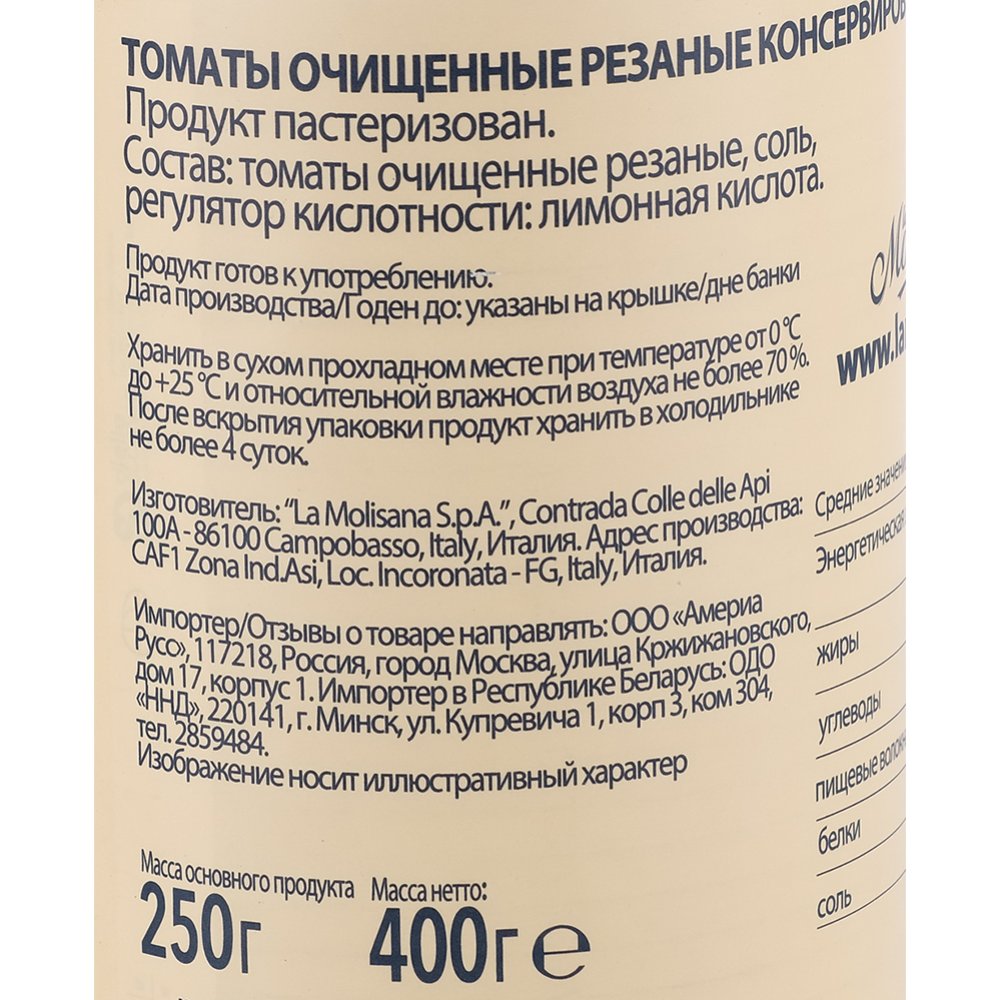 ТОМАТЫ ОЧИЩЕННЫЕ РЕЗАНЫЕ
Продукт пастеризован.
Состав: томаты очищенные резаные, соль,
регулятор кислотности: лимонная кислота.
Продукт готов к употреблению.
Дата производства/Годен до: указаны на крышке/дне банки
Хранить в сухом прохладном месте при температуре от 0 °C
до +25 °C и относительной влажности воздуха не более 70 %.
После вскрытия упаковки продукт хранить в холодильнике
не более 4 суток.
Изготовитель: “La Molisana S.p.A.”, Contrada Colle delle Api
100A - 86100 Campobasso, Italy, Италия. Адрес производства:
CAF1 Zona Ind.Asi, Loc. Incoronata - FG, Italy, Италия.
Импортер/Отзывы о товаре направлять: ООО «Америа
Русс», 117218, Россия, город Москва, улица Кржижановского,
дом 17, корпус 1. Импортер в Республике Беларусь: ОДО
«ННД», 220141, г. Минск, ул. Купревича 1, корп 3, ком 304,
тел. 2859484.
Изображение носит иллюстративный характер
Масса основного продукта
250г
Масса нетто:
400г ℮
Средние
Энергетическая
жиры
углеводы
пищевые
белки
соль